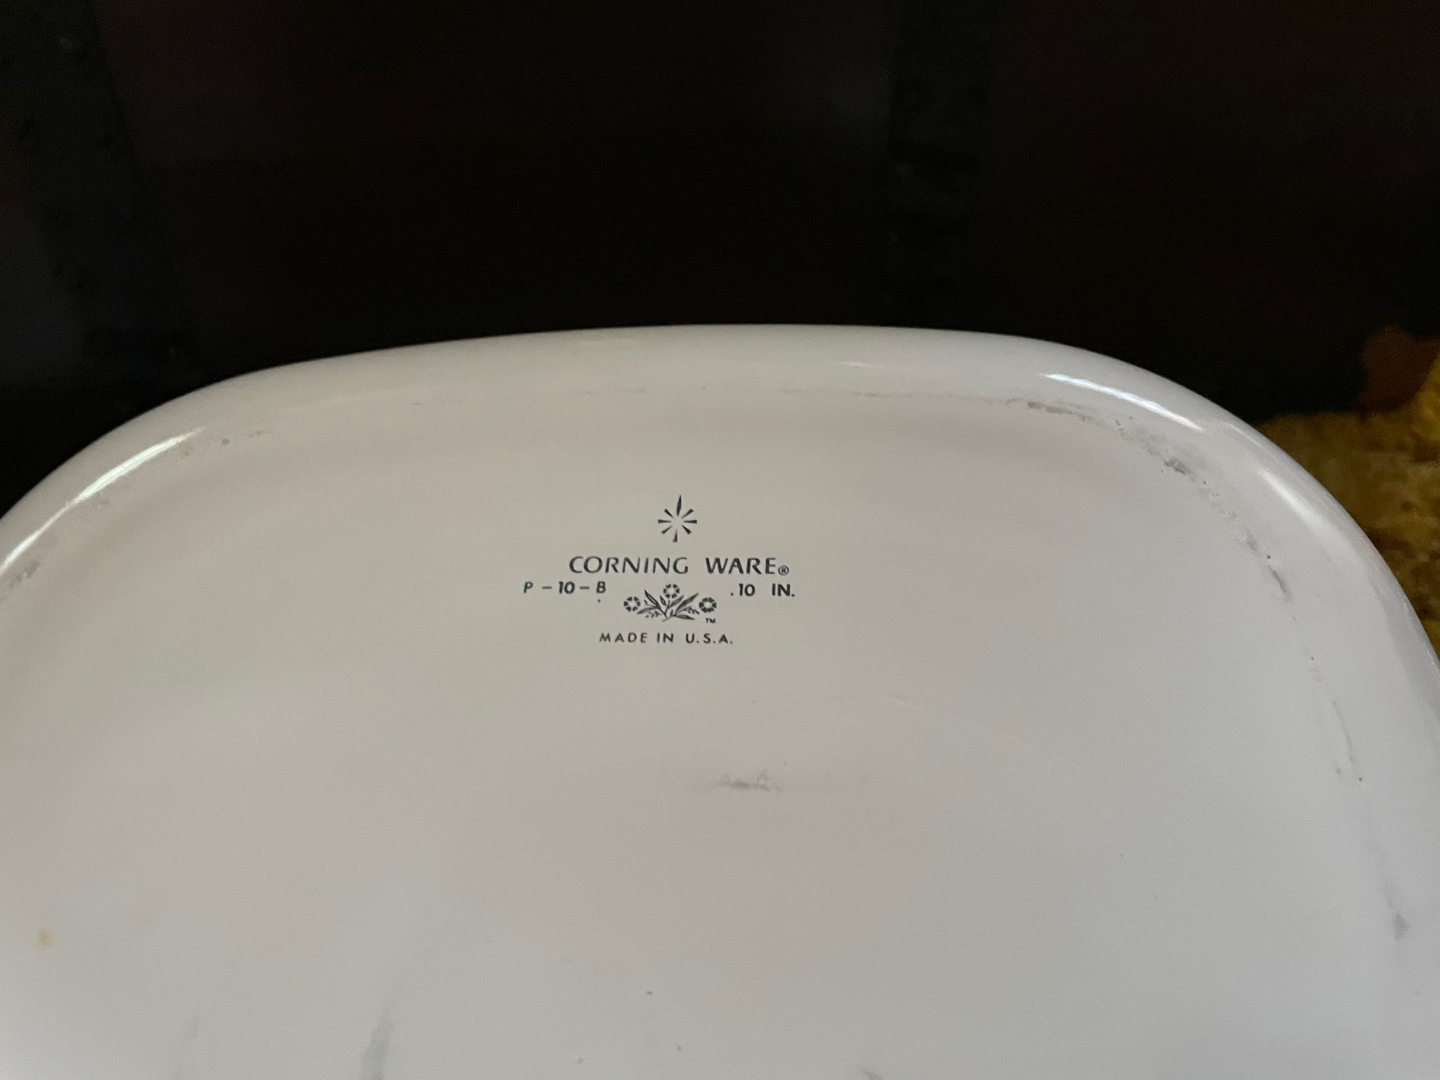 CORNING WARE®
P-10-B .10 IN.
TM
MADE IN U.S.A.